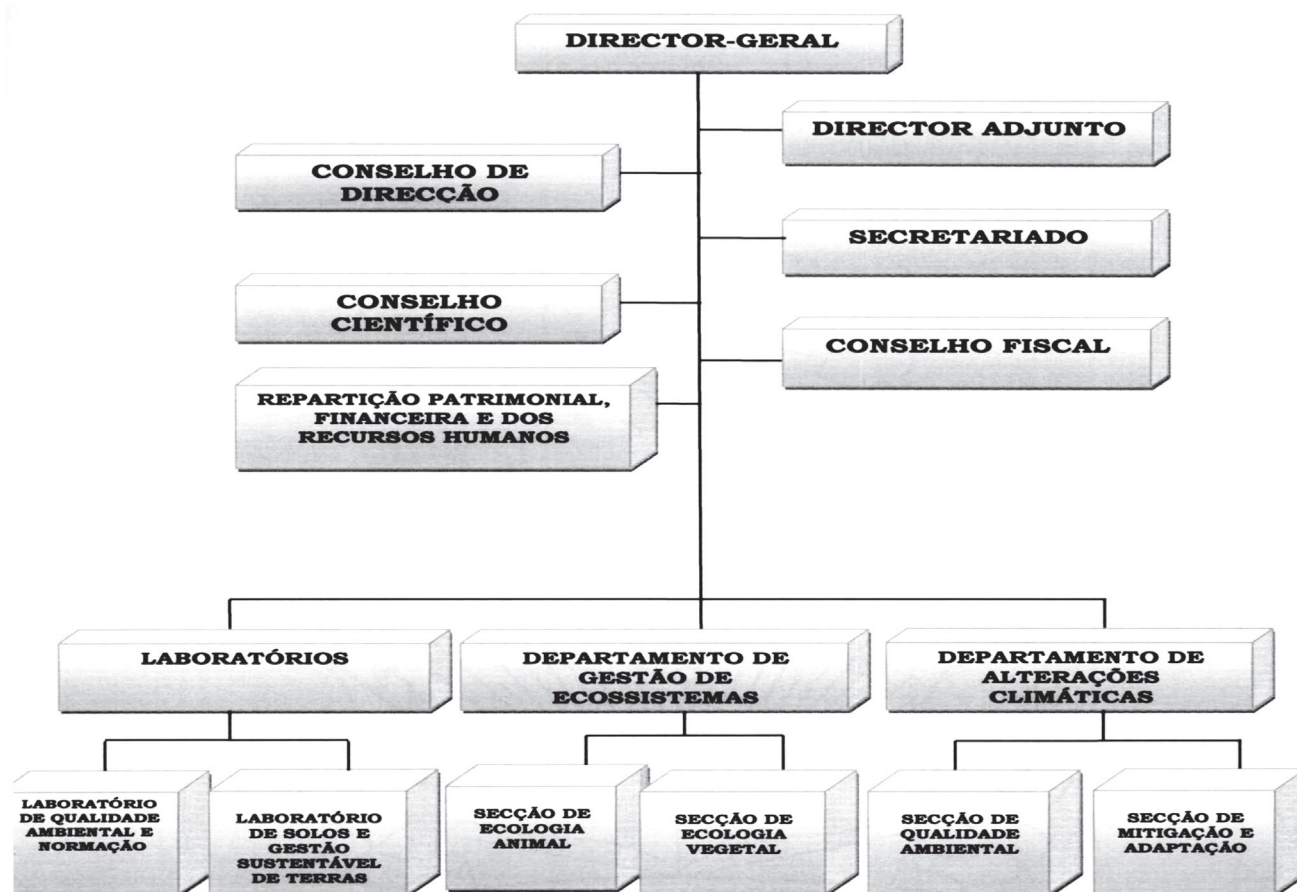 DIRECTOR-GERAL
DIRECTOR ADJUNTO
CONSELHO DE
DIRECÇÃO
SECRETARIADO
CONSELHO
CIENTÍFICO
CONSELHO FISCAL
REPARTIÇÃO PATRIMONIAL,
FINANCEIRA E DOS
RECURSOS HUMANOS
LABORATÓRIOS
DEPARTAMENTO DE
GESTÃO DE
ECOSSISTEMAS
DEPARTAMENTO DE
ALTERAÇÕES
CLIMÁTICAS
LABORATÓRIO
DE QUALIDADE
AMBIENTAL E
NORMAÇÃO
LABORATÓRIO
DE SOLOS E
GESTÃO
SUSTENTÁVEL
DE TERRAS
SECÇÃO DE
ECOLOGIA
ANIMAL
SECÇÃO DE
ECOLOGIA
VEGETAL
SECÇÃO DE
QUALIDADE
AMBIENTAL
SECÇÃO DE
MITIGAÇÃO E
ADAPTAÇÃO